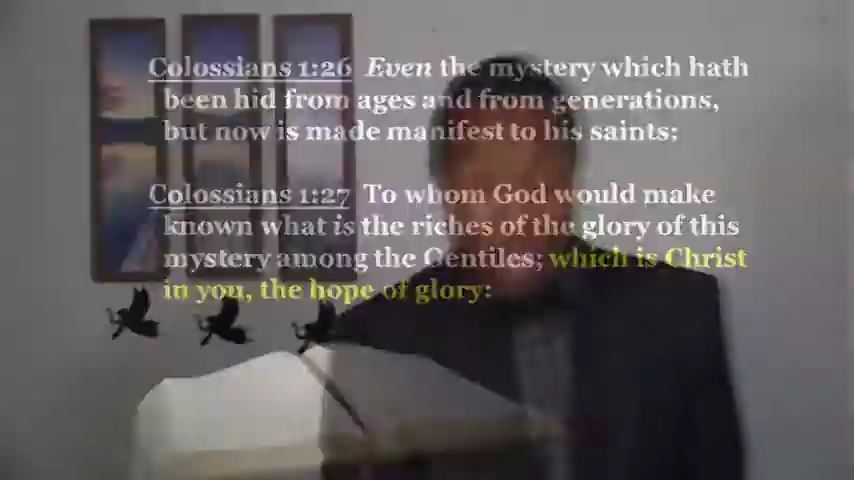 Colossians 1:26 Even the mystery which hath
been hid from ages and from generations,
but now is made manifest to his saints:
Colossians 1:27 To whom God would make
known what is the riches of the glory of this
mystery among the Gentiles; which is Christ
in you, the hope of glory: